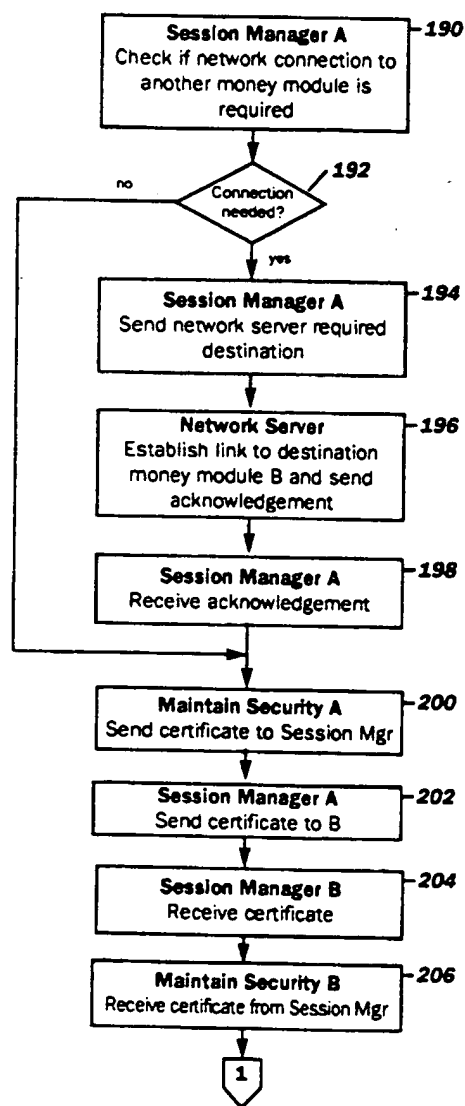 Session Manager A
190
Check if network connection to
another money module is
required
192
no
Connection
needed?
yes
Session Manager A
194
Send network server required
destination
Network Server
196
Establish link to destination
money module B and send
acknowledgement
Session Manager A
198
Receive acknowledgement
Maintain Security A
200
Send certificate to Session Mgr
Session Manager A
202
Send certificate to B
Session Manager B
204
Receive certificate
Maintain Security B
206
Receive certificate from Session Mgr
1